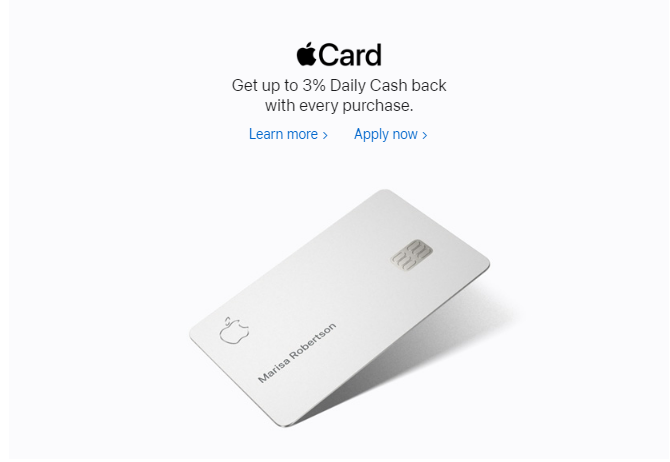 Card
Get up to 3% Daily Cash back
with every purchase.
Learn more >
Apply now >
Marisa Robertson